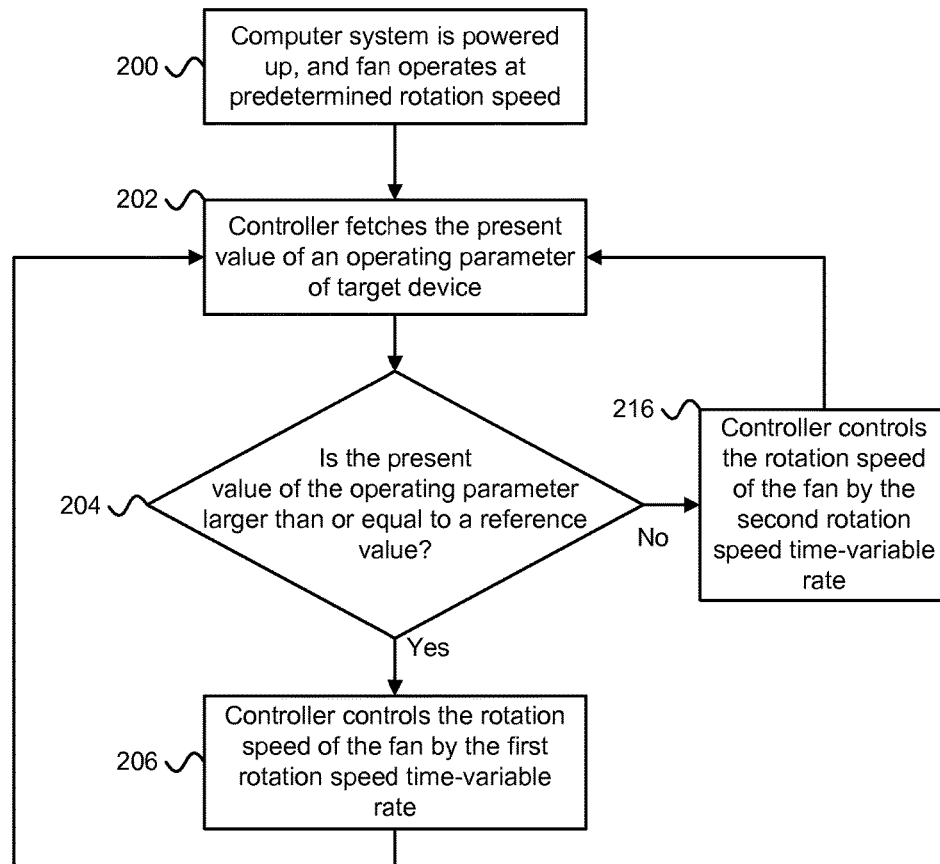 200
Computer system is powered
up, and fan operates at
predetermined rotation speed
202
Controller fetches the present
value of an operating parameter
of target device
204
Is the present
value of the operating parameter
larger than or equal to a reference
value?
No
216
Controller controls
the rotation speed
of the fan by the
second rotation
speed time-variable
rate
Yes
206
Controller controls the rotation
speed of the fan by the first
rotation speed time-variable
rate